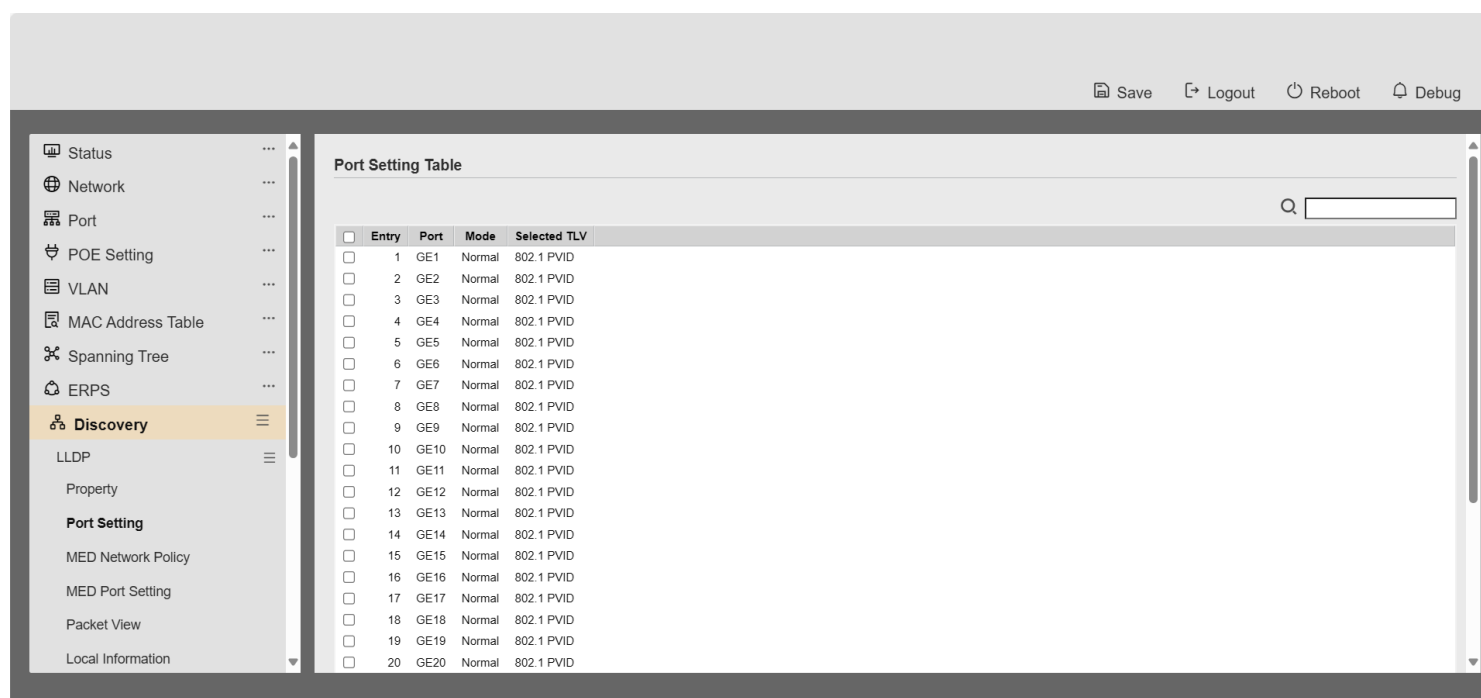 Save Logout Reboot Debug
Status
Network
Port
POE Setting
VLAN
MAC Address Table
Spanning Tree
ERPS
Discovery
LLDP
Property
Port Setting
MED Network Policy
MED Port Setting
Packet View
Local Information
Port Setting Table
Entry Port Mode Selected TLV
1 GE1 Normal 802.1 PVID
2 GE2 Normal 802.1 PVID
3 GE3 Normal 802.1 PVID
4 GE4 Normal 802.1 PVID
5 GE5 Normal 802.1 PVID
6 GE6 Normal 802.1 PVID
7 GE7 Normal 802.1 PVID
8 GE8 Normal 802.1 PVID
9 GE9 Normal 802.1 PVID
10 GE10 Normal 802.1 PVID
11 GE11 Normal 802.1 PVID
12 GE12 Normal 802.1 PVID
13 GE13 Normal 802.1 PVID
14 GE14 Normal 802.1 PVID
15 GE15 Normal 802.1 PVID
16 GE16 Normal 802.1 PVID
17 GE17 Normal 802.1 PVID
18 GE18 Normal 802.1 PVID
19 GE19 Normal 802.1 PVID
20 GE20 Normal 802.1 PVID